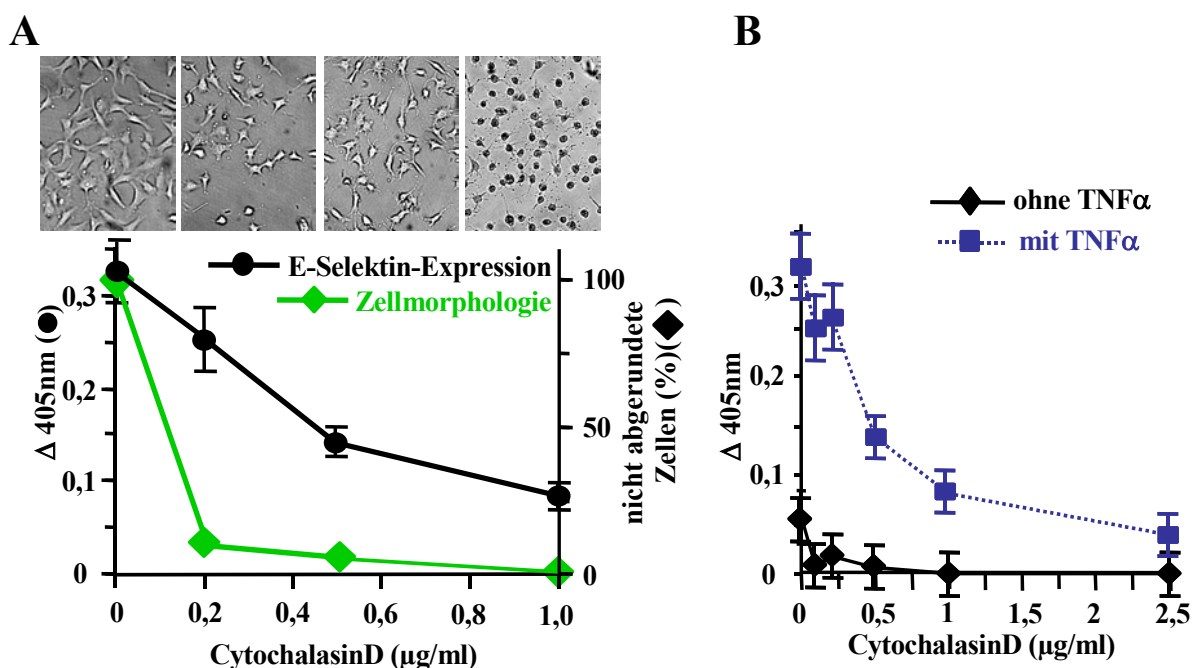 A
E-Selektin-Expression
Zellmorphologie
Δ 405nm (●)
0,3
0,2
0,1
0
100
50
0
nicht abgerundete
Zellen (%)(◆)
0 0,2 0,4 0,6 0,8 1,0
CytochalasinD (µg/ml)
B
ohne TNFα
mit TNFα
Δ 405nm
0,3
0,2
0,1
0
0 0,5 1 1,5 2 2,5
CytochalasinD (µg/ml)